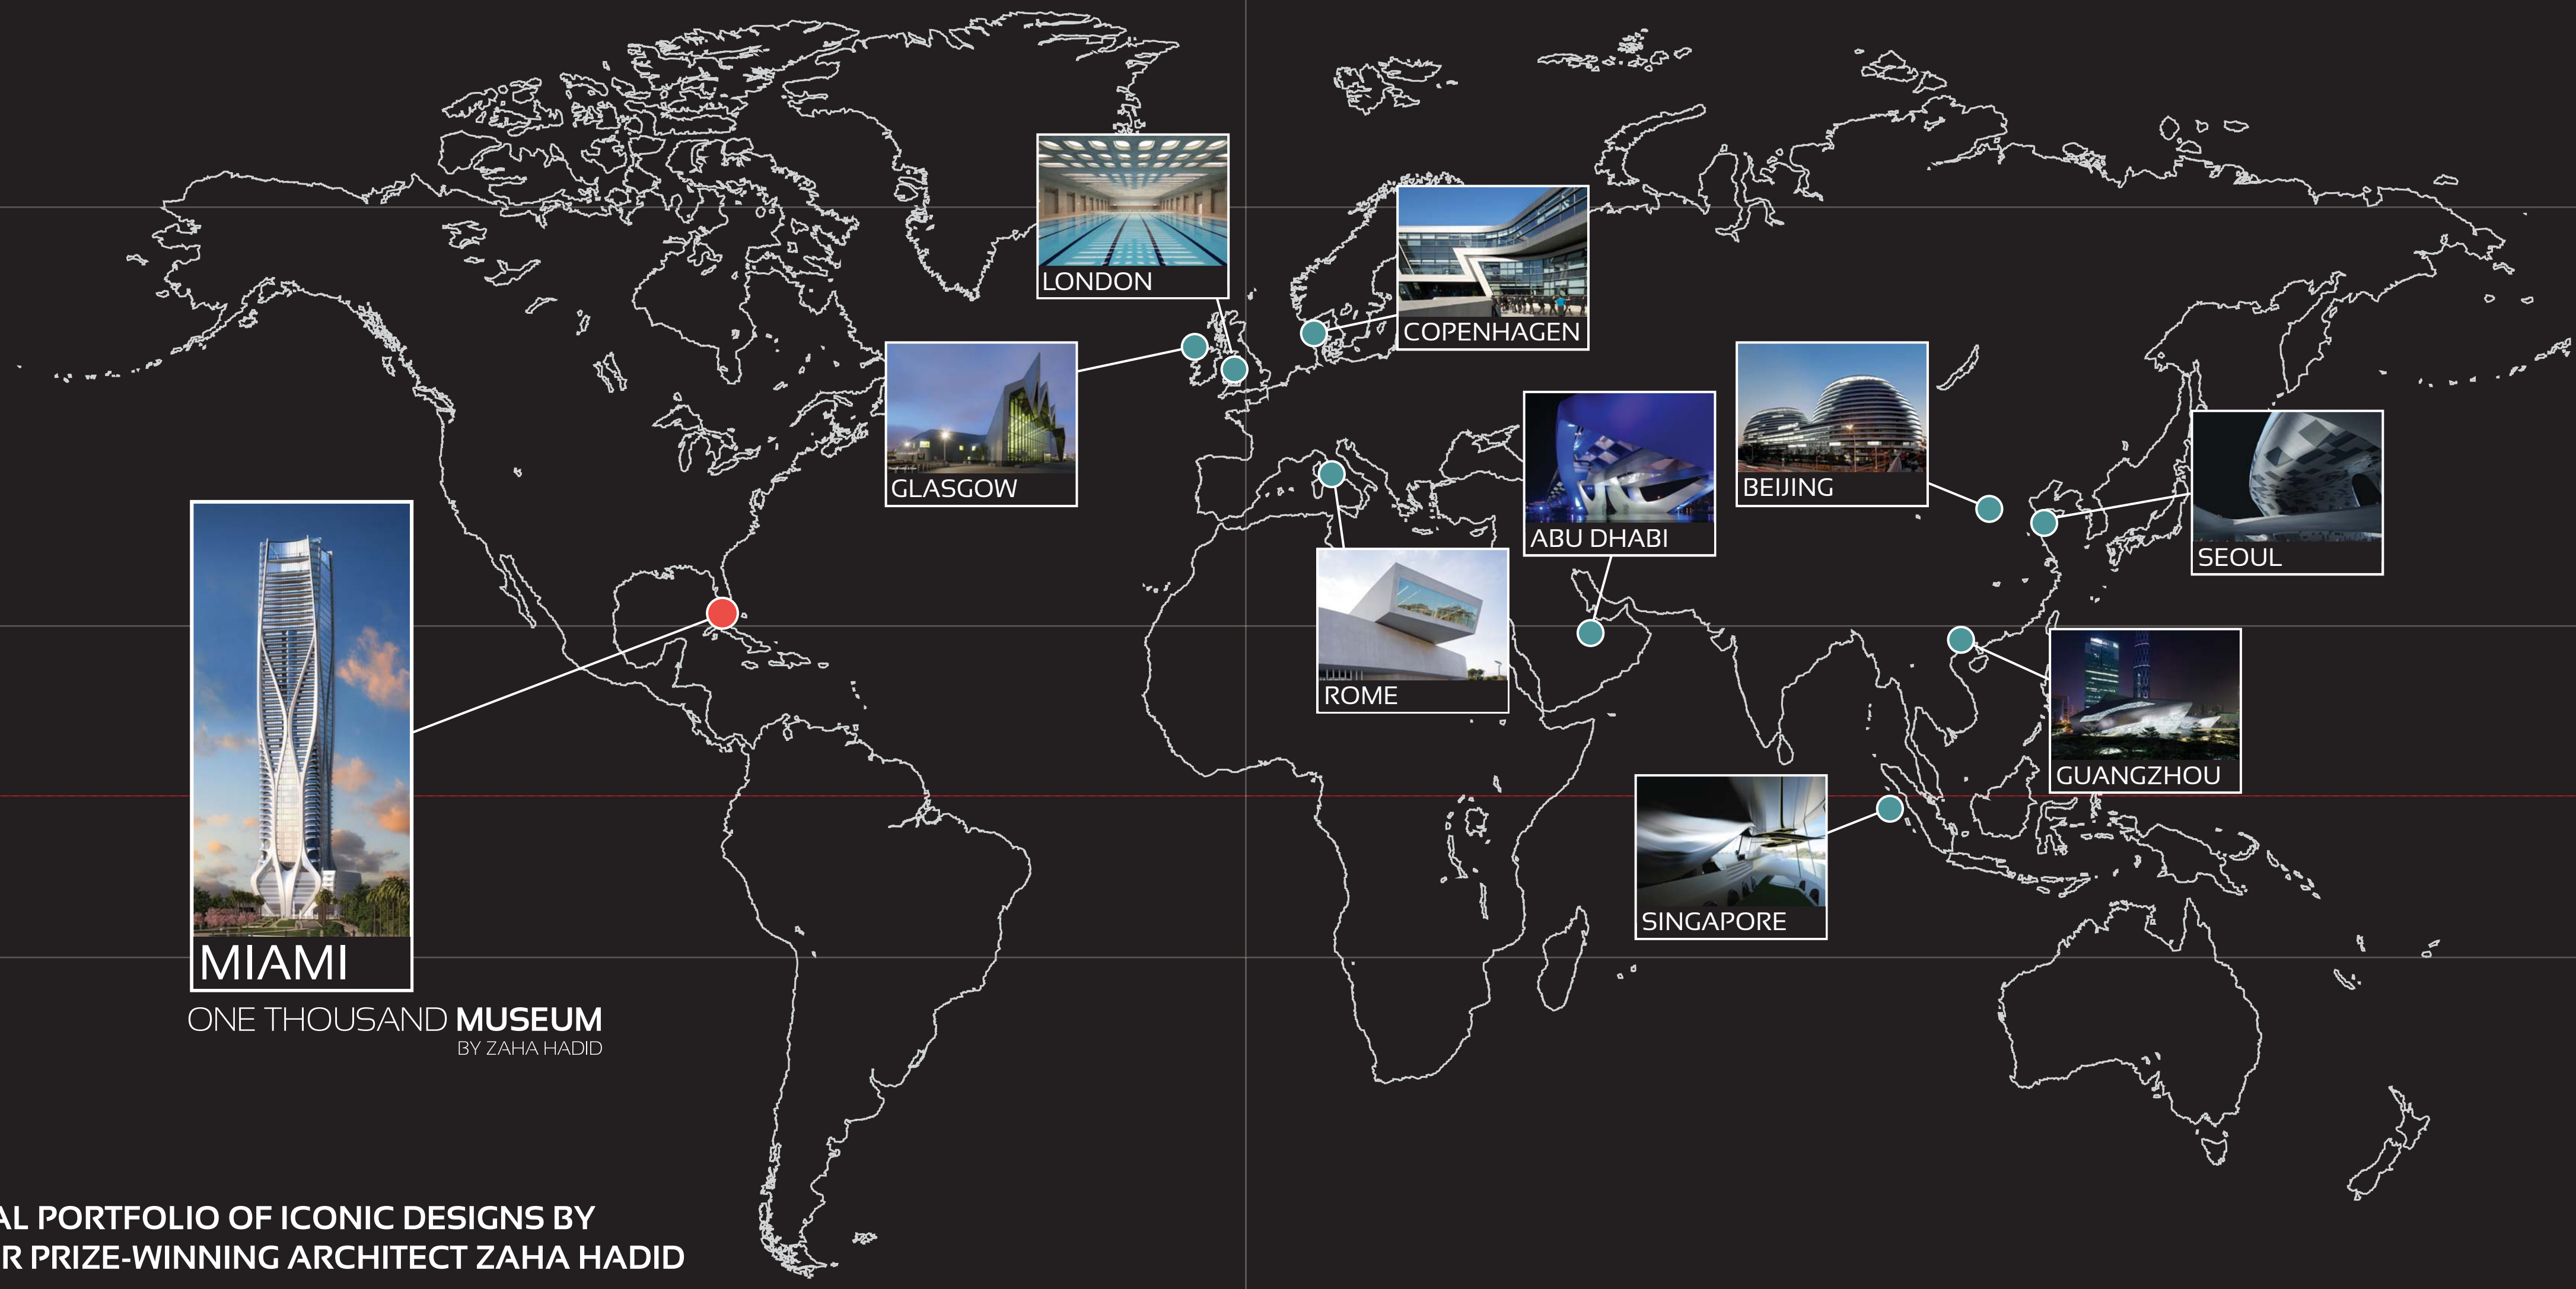 LONDON
COPENHAGEN
GLASGOW
BEIJING
ABU DHABI
SEOUL
ROME
GUANGZHOU
SINGAPORE
MIAMI
ONE THOUSAND MUSEUM
BY ZAHA HADID
AL PORTFOLIO OF ICONIC DESIGNS BY
R PRIZE-WINNING ARCHITECT ZAHA HADID